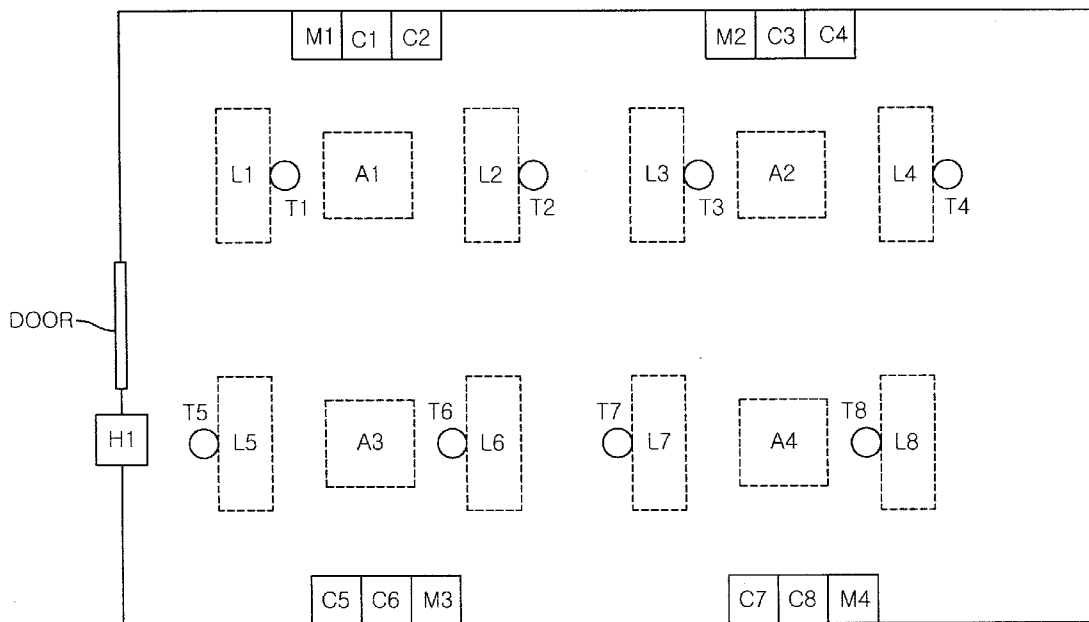 M1 C1 C2 M2 C3 C4
L1 A1 L2 L3 A2 L4
T1 T2 T3 T4
DOOR
T5 T6 T7 T8
H1 L5 A3 L6 L7 A4 L8
C5 C6 M3 C7 C8 M4